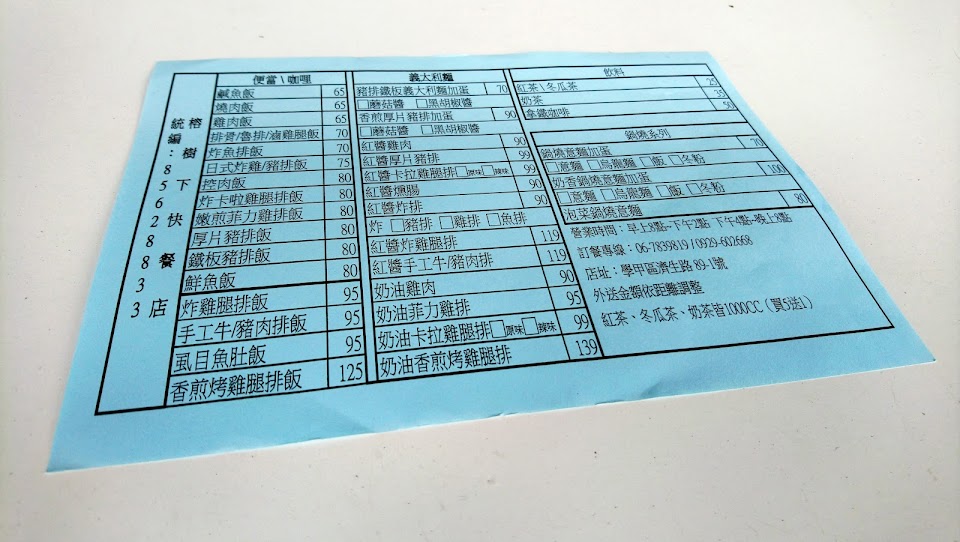 榕樹下快餐店
統編:85628833
便當\咖哩
鹹魚飯 65
燒肉飯 65
雞肉飯 65
排骨/魯排/滷雞腿飯 70
炸魚排飯 70
日式炸雞/豬排飯 75
控肉飯 80
炸卡啦雞腿排飯 80
嫩煎菲力雞排飯 80
厚片豬排飯 80
鐵板豬排飯 80
鮮魚飯 80
炸雞腿排飯 95
手工牛/豬肉排飯 95
虱目魚肚飯 95
香煎烤雞腿排飯 125
義大利麵
豬排鐵板義大利麵加蛋 70
□蘑菇醬 □黑胡椒醬
香煎厚片豬排加蛋 90
□蘑菇醬 □黑胡椒醬
紅醬雞肉 90
紅醬厚片豬排 99
紅醬卡拉雞腿排□原味□辣味 99
紅醬燻腸 90
紅醬炸排 90
炸 □豬排 □雞排 □魚排
紅醬炸雞腿排 119
紅醬手工牛/豬肉排 119
奶油雞肉 90
奶油菲力雞排 95
奶油卡拉雞腿排□原味□辣味 99
奶油香煎烤雞腿排 139
飲料
紅茶\冬瓜茶 25
奶茶 35
拿鐵咖啡 50
鍋燒系列
鍋燒意麵加蛋 70
□意麵 □烏龍麵 □飯 □冬粉
奶香鍋燒意麵加蛋 100
□意麵 □烏龍麵 □飯 □冬粉
泡菜鍋燒意麵 80
營業時間:早上8點-下午2點 下午4點-晚上8點
訂餐專線:06-7839819 / 0929-602668
店址:學甲區濟生路 89-1號
外送金額依距離調整
紅茶、冬瓜茶、奶茶皆1000CC(買5送1)